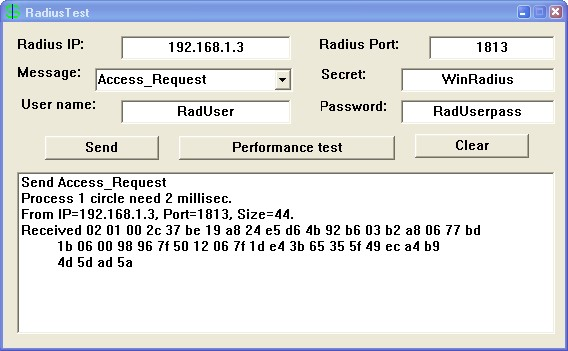 RadiusTest
Radius IP: 192.168.1.3 Radius Port: 1813
Message: Access_Request Secret: WinRadius
User name: RadUser Password: RadUserpass
Send Performance test Clear
Send Access_Request
Process 1 circle need 2 millisec.
From IP=192.168.1.3, Port=1813, Size=44.
Received 02 01 00 2c 37 be 19 a8 24 e5 d6 4b 92 b6 03 b2 a8 06 77 bd
1b 06 00 98 96 7f 50 12 06 7f 1d e4 3b 65 35 5f 49 ec a4 b9
4d 5d ad 5a